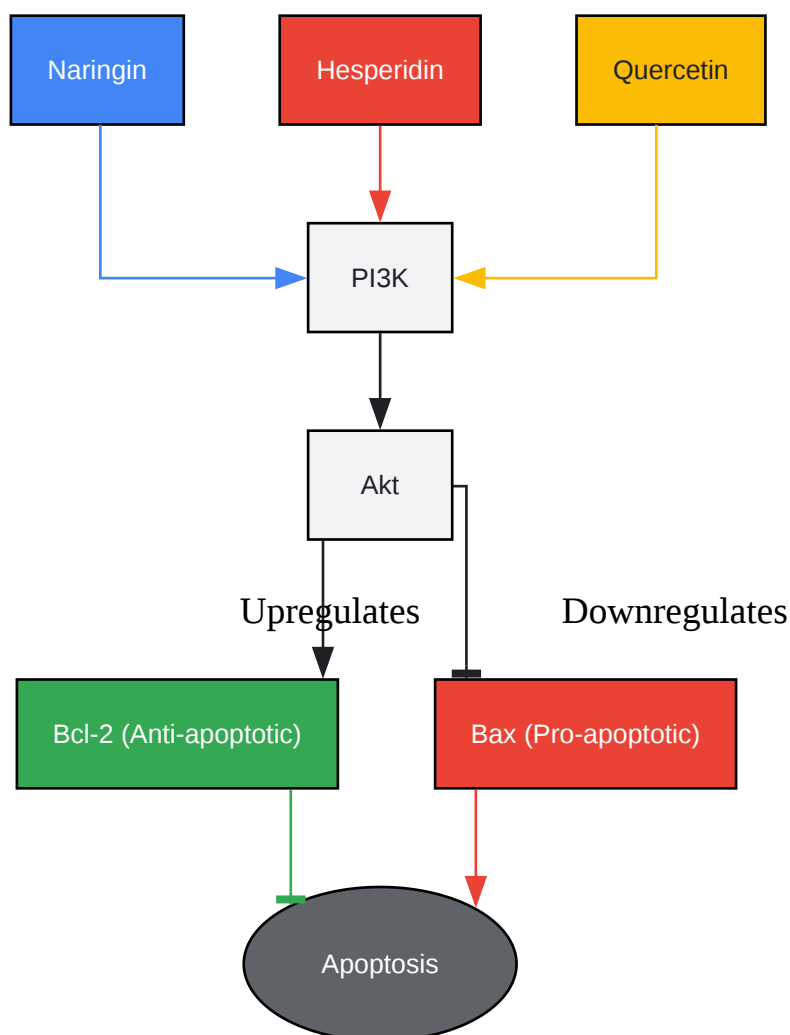 Naringin
Hesperidin
Quercetin
PI3K
Akt
Upregulates
Downregulates
Bcl-2 (Anti-apoptotic)
Bax (Pro-apoptotic)
Apoptosis